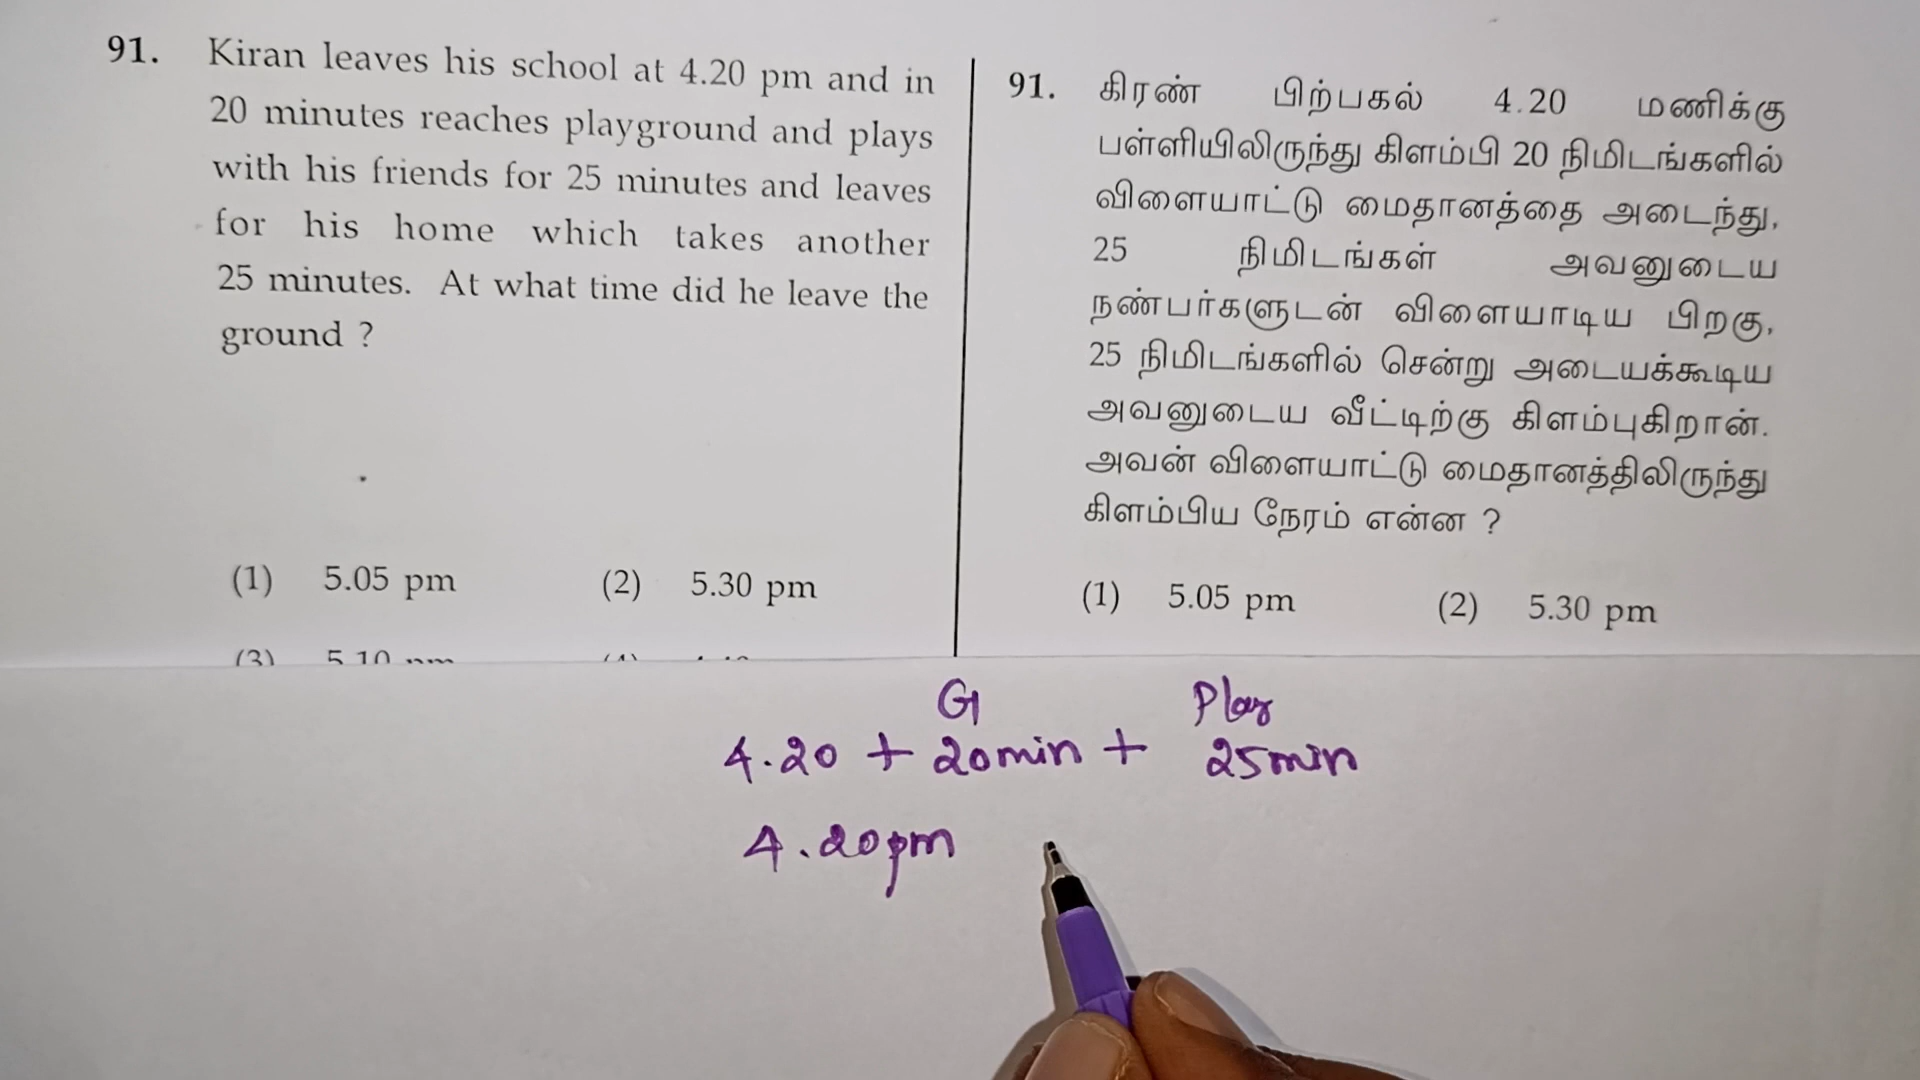 91. Kiran leaves his school at 4.20 pm and in
20 minutes reaches playground and plays
with his friends for 25 minutes and leaves
for his home which takes another
25 minutes. At what time did he leave the
ground ?
(1) 5.05 pm (2) 5.30 pm
(3) 5.10 pm
91. கிரண் பிற்பகல் 4.20 மணிக்கு
பள்ளியிலிருந்து கிளம்பி 20 நிமிடங்களில்
விளையாட்டு மைதானத்தை அடைந்து,
25 நிமிடங்கள் அவனுடைய
நண்பர்களுடன் விளையாடிய பிறகு,
25 நிமிடங்களில் சென்று அடையக்கூடிய
அவனுடைய வீட்டிற்கு கிளம்புகிறான்.
அவன் விளையாட்டு மைதானத்திலிருந்து
கிளம்பிய நேரம் என்ன ?
(1) 5.05 pm (2) 5.30 pm
G Play
4.20 + 20min + 25min
4.20pm